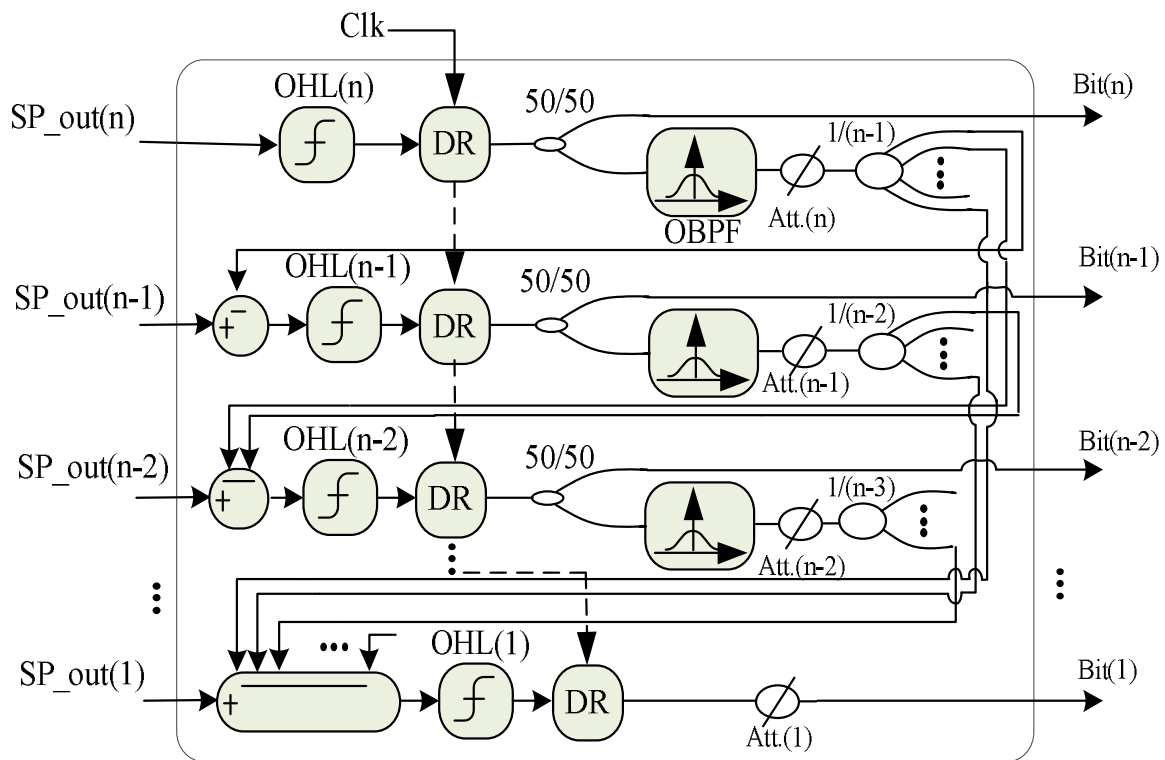 Clk
SP_out(n)
OHL(n)
DR
50/50
1/(n-1)
Bit(n)
Att.(n)
OBPF
SP_out(n-1)
+ -
OHL(n-1)
DR
50/50
1/(n-2)
Bit(n-1)
Att.(n-1)
SP_out(n-2)
+
OHL(n-2)
DR
50/50
1/(n-3)
Bit(n-2)
Att.(n-2)
SP_out(1)
+
OHL(1)
DR
Bit(1)
Att.(1)